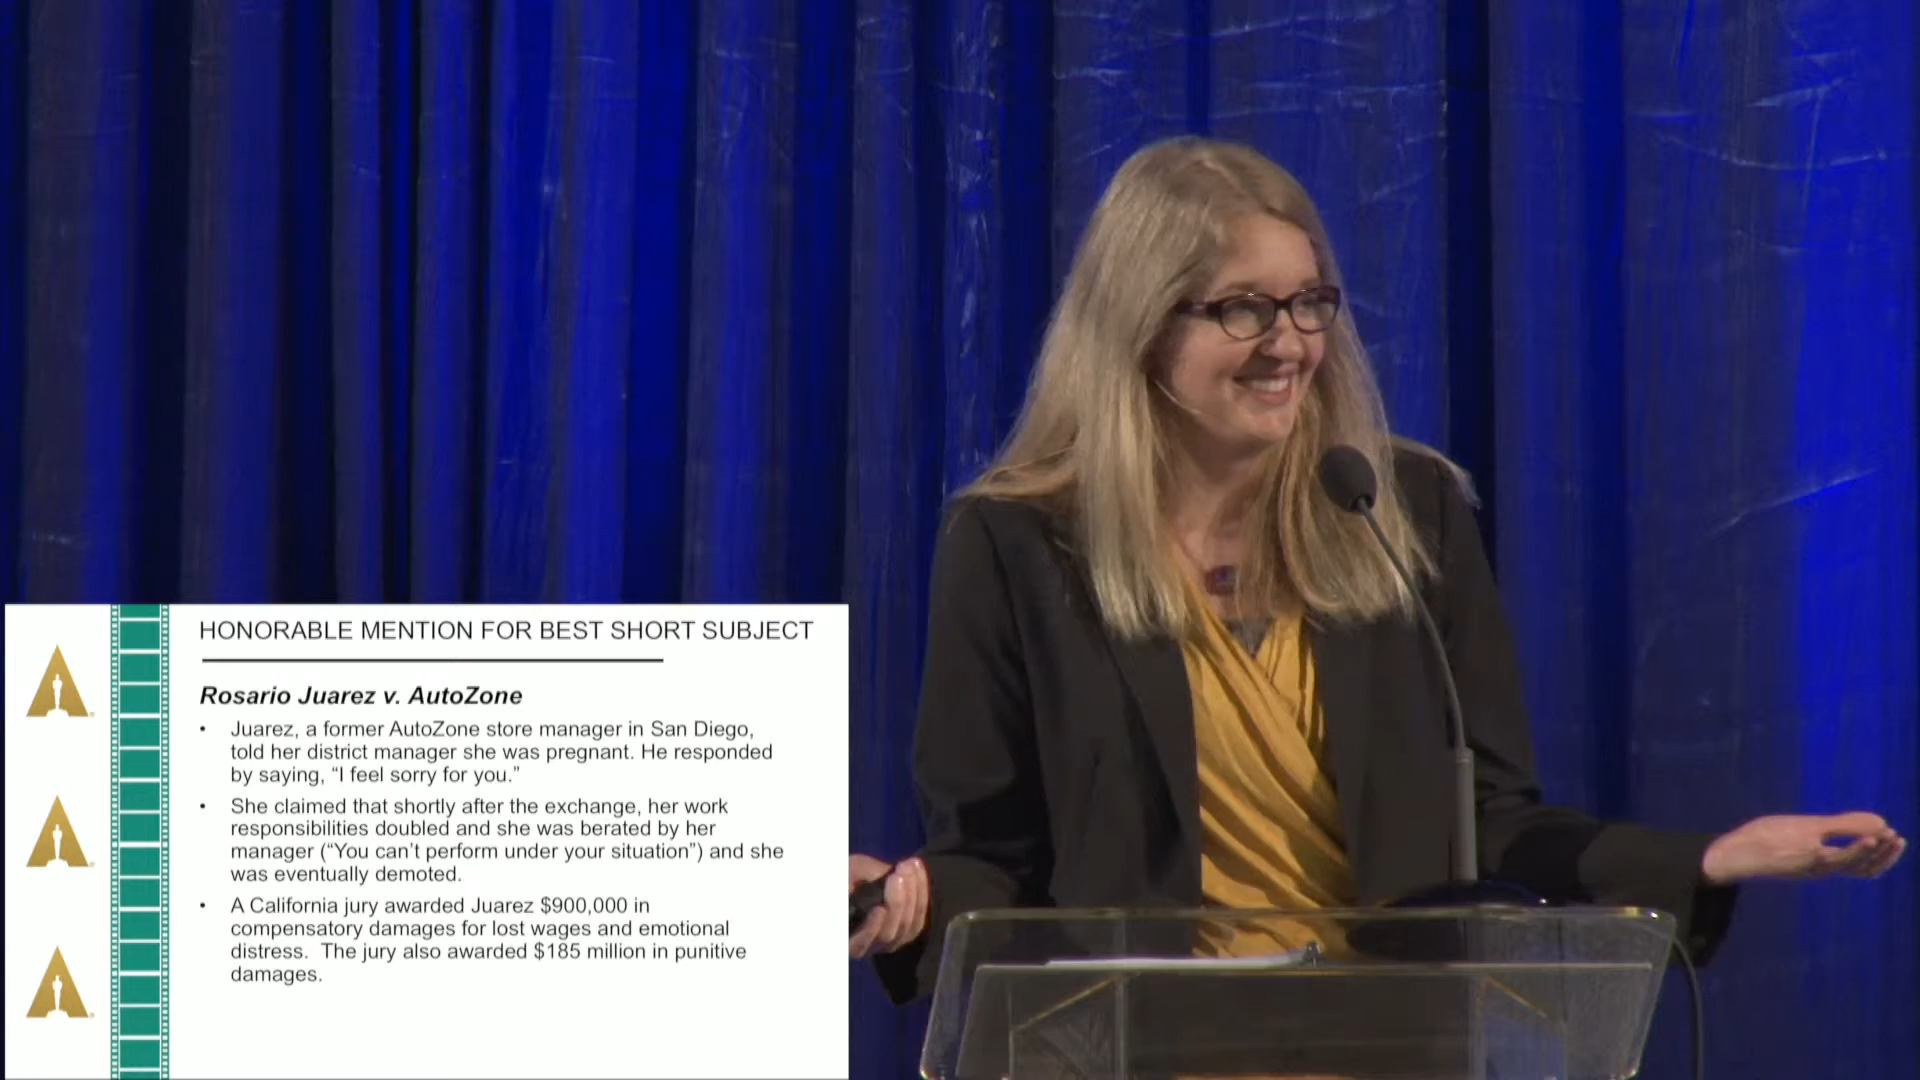 HONORABLE MENTION FOR BEST SHORT SUBJECT
Rosario Juarez v. AutoZone
• Juarez, a former AutoZone store manager in San Diego,
told her district manager she was pregnant. He responded
by saying, “I feel sorry for you.”
• She claimed that shortly after the exchange, her work
responsibilities doubled and she was berated by her
manager (“You can’t perform under your situation”) and she
was eventually demoted.
• A California jury awarded Juarez $900,000 in
compensatory damages for lost wages and emotional
distress.  The jury also awarded $185 million in punitive
damages.